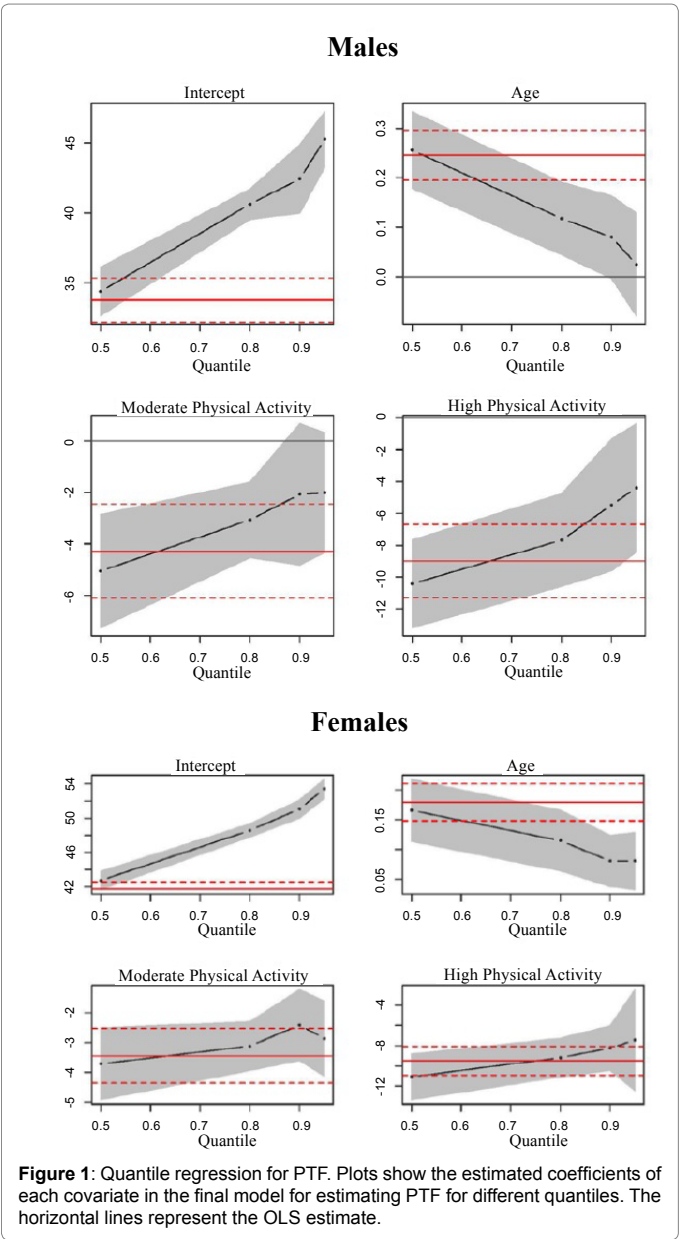 Males
Intercept
Age
45
40
35
0.3
0.2
0.0
0.5 0.6 0.7 0.8 0.9
Quantile
0.5 0.6 0.7 0.8 0.9
Quantile
Moderate Physical Activity
High Physical Activity
0
-2
-4
-6
0
-2
-4
-6
-8
-10
-12
0.5 0.6 0.7 0.8 0.9
Quantile
0.5 0.6 0.7 0.8 0.9
Quantile
Females
Intercept
Age
54
50
46
42
0.15
0.05
0.5 0.6 0.7 0.8 0.9
Quantile
0.5 0.6 0.7 0.8 0.9
Quantile
Moderate Physical Activity
High Physical Activity
-2
-3
-4
-5
-4
-8
-12
0.5 0.6 0.7 0.8 0.9
Quantile
0.5 0.6 0.7 0.8 0.9
Quantile
Figure 1: Quantile regression for PTF. Plots show the estimated coefficients of
each covariate in the final model for estimating PTF for different quantiles. The
horizontal lines represent the OLS estimate.